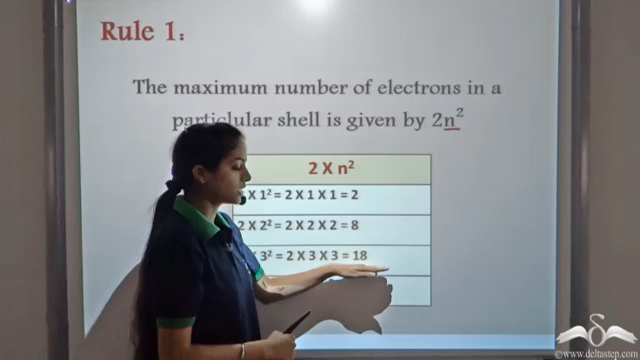 Rule 1:
The maximum number of electrons in a
particlular shell is given by 2n²
2 X n²
X 1² = 2 X 1 X 1 = 2
2 X 2² = 2 X 2 X 2 = 8
3² = 2 X 3 X 3 = 18
©www.deltastep.com